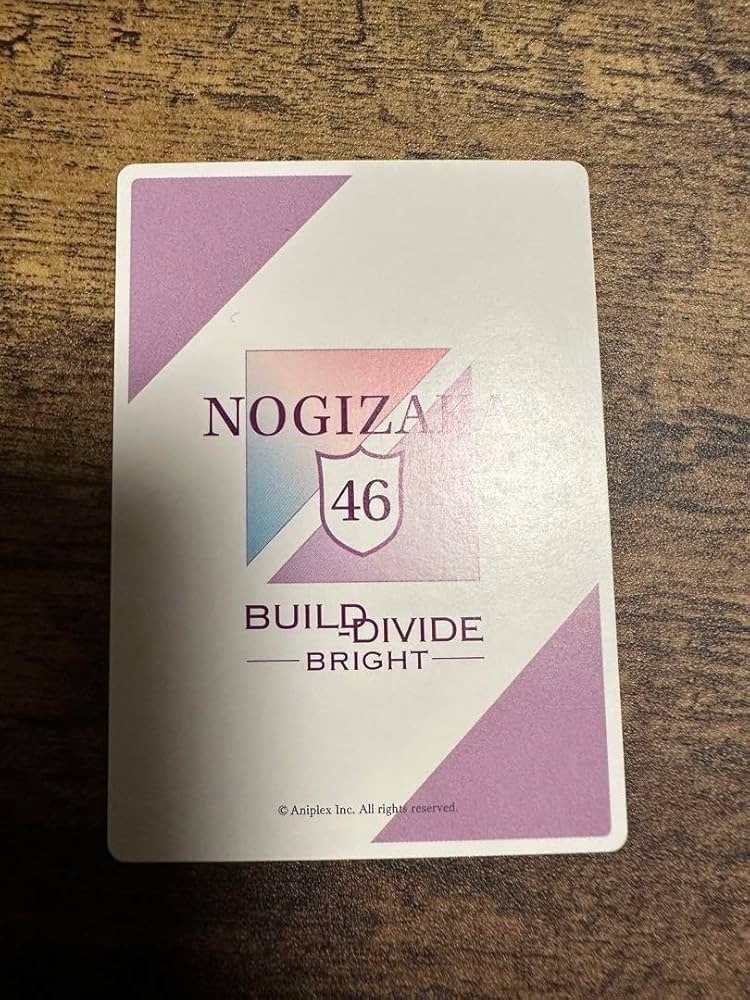 NOGIZAKA
46
BUILD-DIVIDE
BRIGHT
© Aniplex Inc. All rights reserved.